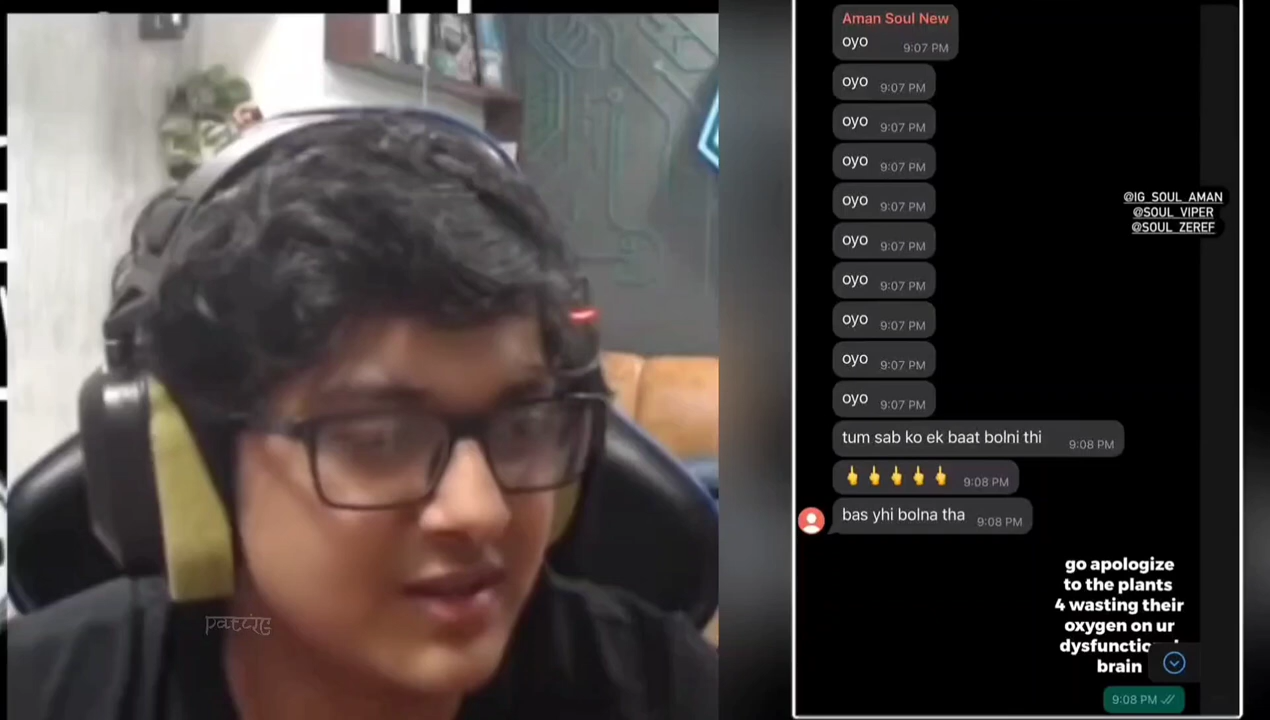 Aman Soul New
oyo 9:07 PM
oyo 9:07 PM
oyo 9:07 PM
oyo 9:07 PM
oyo 9:07 PM
oyo 9:07 PM
oyo 9:07 PM
oyo 9:07 PM
oyo 9:07 PM
oyo 9:07 PM
tum sab ko ek baat bolni thi 9:08 PM
🖕🖕🖕🖕🖕 9:08 PM
bas yhi bolna tha 9:08 PM
@IG_SOUL_AMAN
@SOUL_VIPER
@SOUL_ZEREF
go apologize
to the plants
4 wasting their
oxygen on ur
brain
9:08 PM